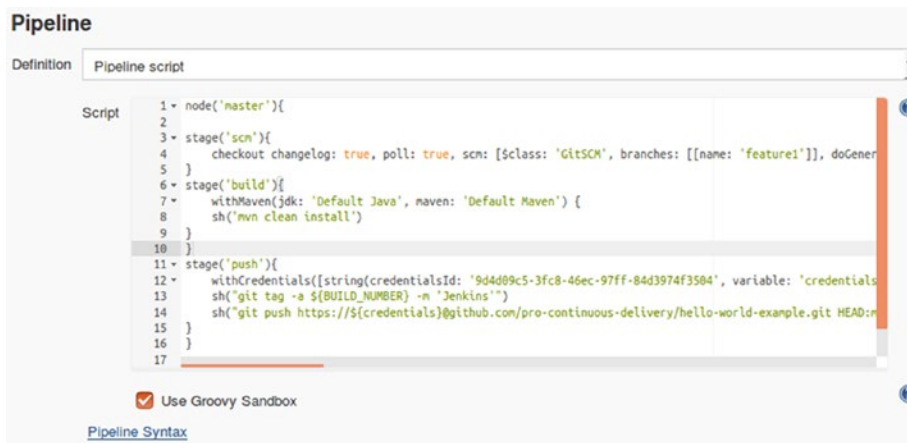 Pipeline
Definition Pipeline script
Script
1 node('master'){
2
3 stage('scm'){
4 checkout changelog: true, poll: true, scm: [$class: 'GitSCM', branches: [[name: 'feature1']], doGener
5 }
6 stage('build'){
7 withMaven(jdk: 'Default Java', maven: 'Default Maven') {
8 sh('mvn clean install')
9 }
10 }
11 stage('push'){
12 withCredentials([string(credentialsId: '9d4d09c5-3fc8-46ec-97ff-84d3974f3504', variable: 'credentials
13 sh("git tag -a ${BUILD_NUMBER} -m 'Jenkins'")
14 sh("git push https://${credentials}@github.com/pro-continuous-delivery/hello-world-example.git HEAD:m
15 }
16 }
17
Use Groovy Sandbox
Pipeline Syntax